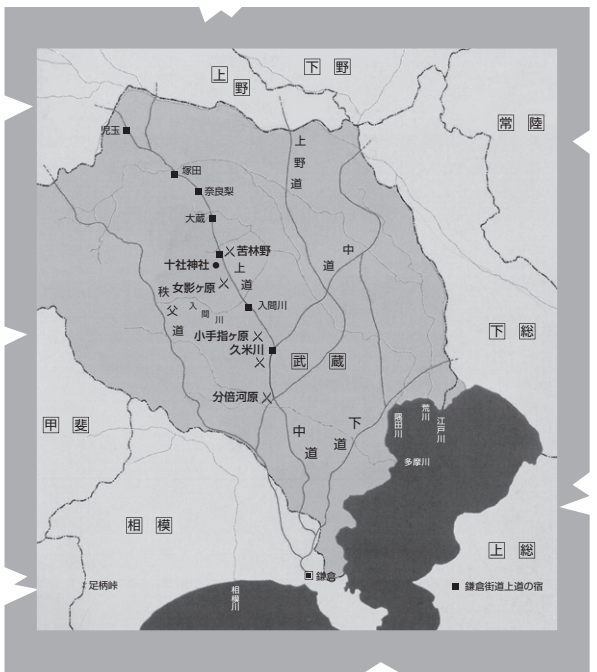 上野
下野
常陸
児玉
上野道
塚田
奈良梨
大蔵
中道
苦林野
十社神社
上道
女影ヶ原
秩父道
入間川
入間川
小手指ヶ原
久米川
武蔵
下総
分倍河原
甲斐
中道
下道
隅田川
荒川
江戸川
多摩川
相模
上総
鎌倉
足柄峠
相模川
鎌倉街道上道の宿